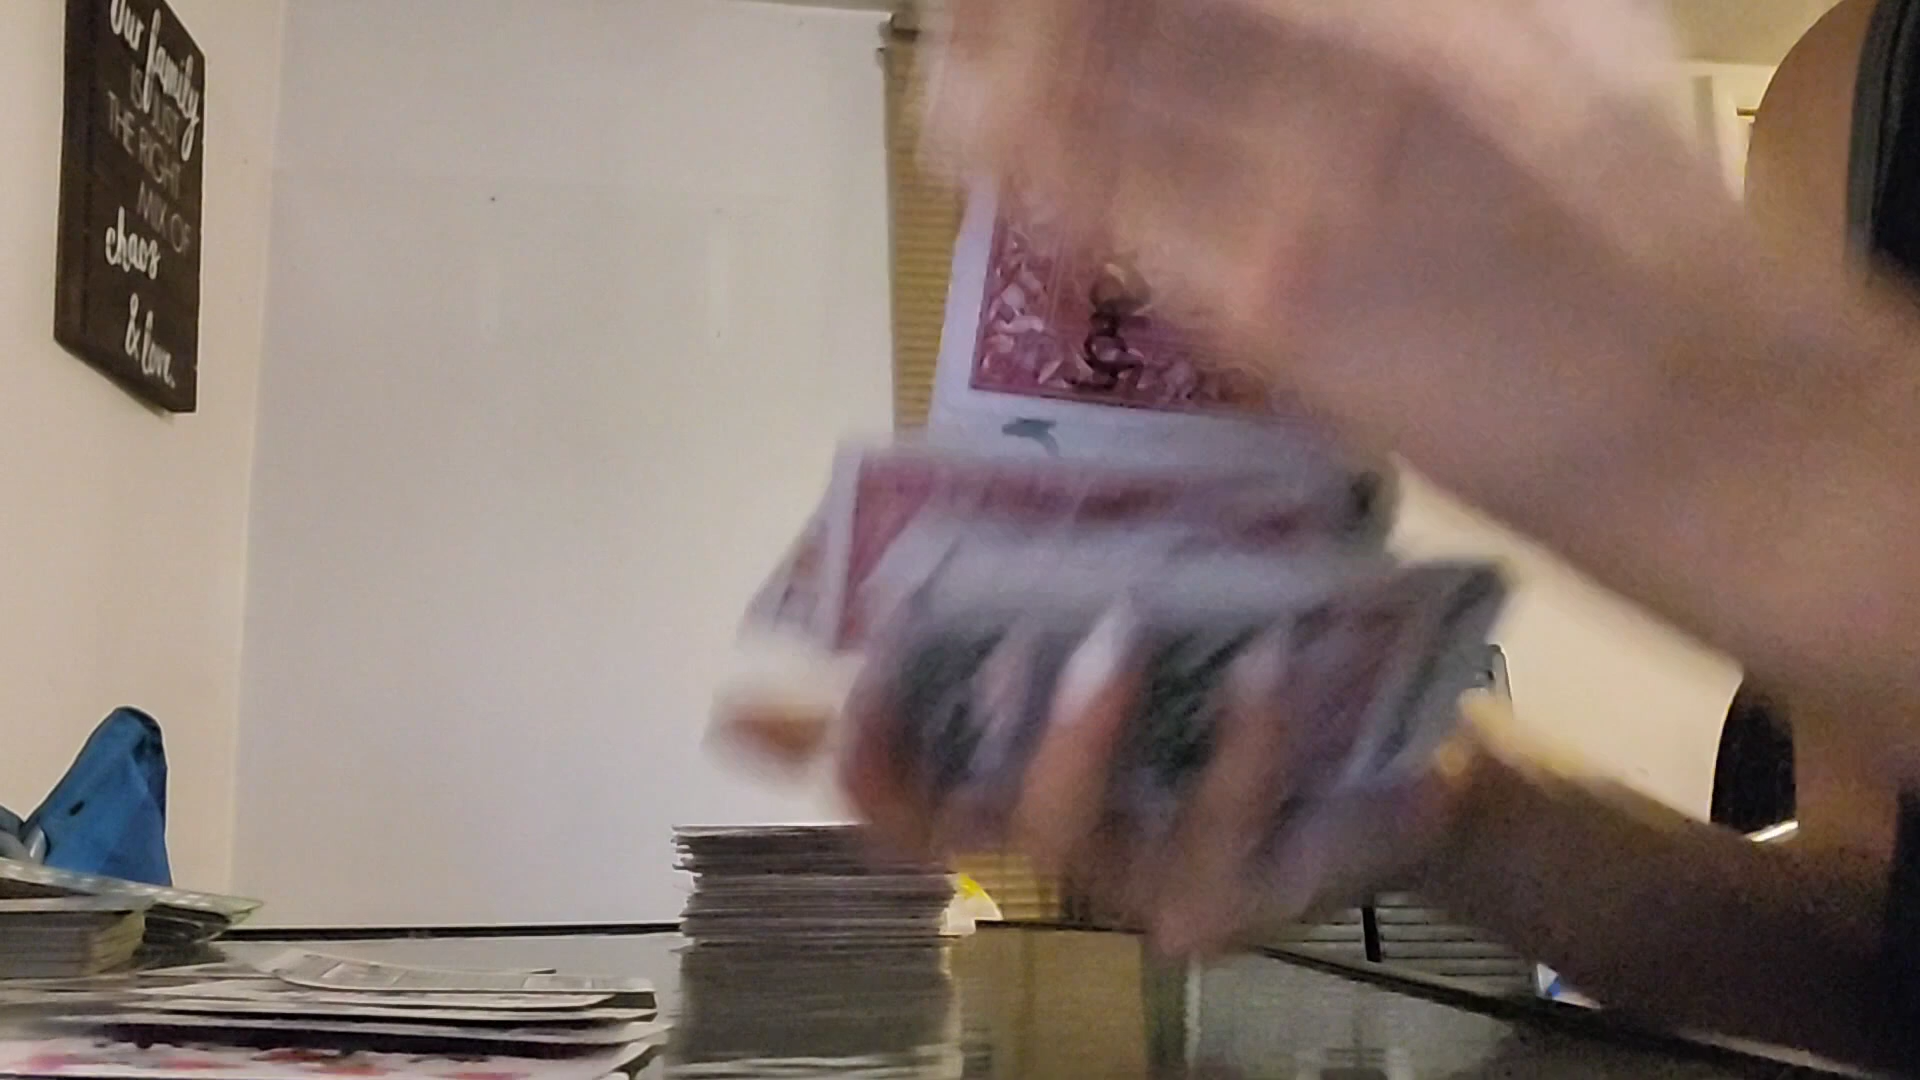 Our family
IS JUST
THE RIGHT
MIX OF
chaos
& love.